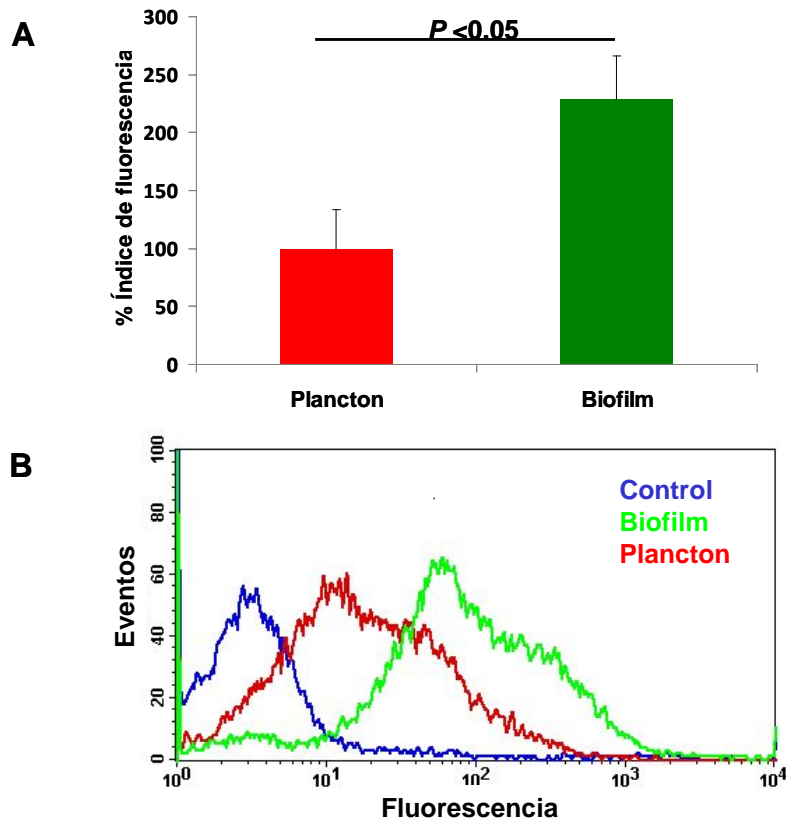 A
300
250
200
150
100
50
0
% Índice de fluorescencia
P <0.05
Plancton Biofilm
B
100
80
60
40
20
0
Eventos
Control
Biofilm
Plancton
10⁰ 10¹ 10² 10³ 10⁴
Fluorescencia